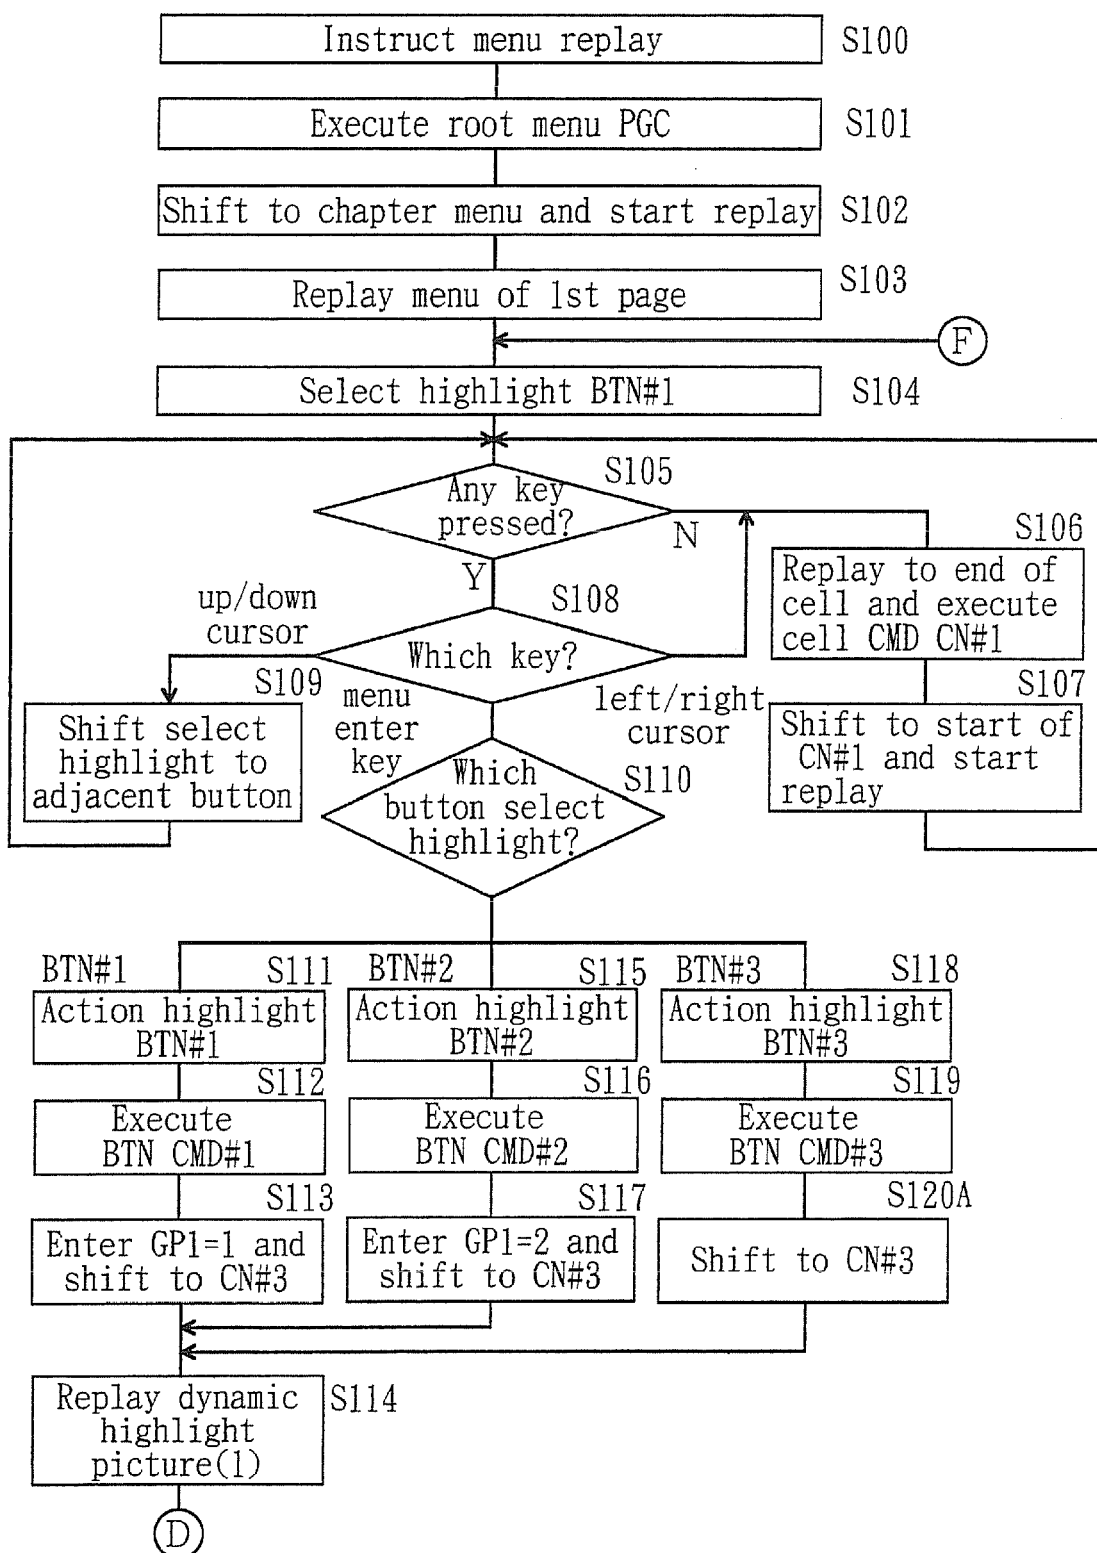 Instruct menu replay
S100
Execute root menu PGC
S101
Shift to chapter menu and start replay
S102
Replay menu of 1st page
S103
F
Select highlight BTN#1
S104
S105
Any key
pressed?
N
Y
S106
Replay to end of
cell and execute
cell CMD CN#1
up/down
cursor
S108
Which key?
S109
Shift select
highlight to
adjacent button
menu
enter
key
left/right
cursor
S107
Shift to start of
CN#1 and start
replay
S110
Which
button select
highlight?
BTN#1
S111
Action highlight
BTN#1
S112
Execute
BTN CMD#1
S113
Enter GP1=1 and
shift to CN#3
BTN#2
S115
Action highlight
BTN#2
S116
Execute
BTN CMD#2
S117
Enter GP1=2 and
shift to CN#3
BTN#3
S118
Action highlight
BTN#3
S119
Execute
BTN CMD#3
S120A
Shift to CN#3
Replay dynamic
highlight
picture(1)
S114
D